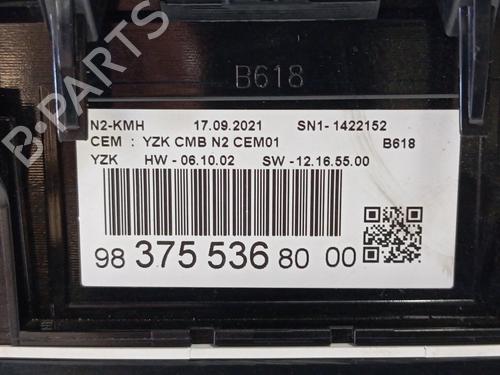 B618
N2-KMH 17.09.2021 SN1- 1422152
CEM : YZK CMB N2 CEM01 B618
YZK HW - 06.10.02 SW -12.16.55.00
98 375 536 80 00
B-Parts